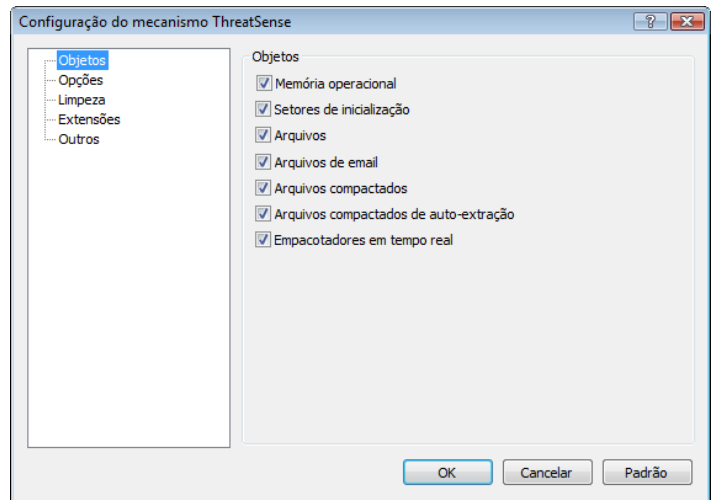 Configuração do mecanismo ThreatSense
Objetos
Opções
Limpeza
Extensões
Outros
Objetos
Memória operacional
Setores de inicialização
Arquivos
Arquivos de email
Arquivos compactados
Arquivos compactados de auto-extração
Empacotadores em tempo real
OK
Cancelar
Padrão